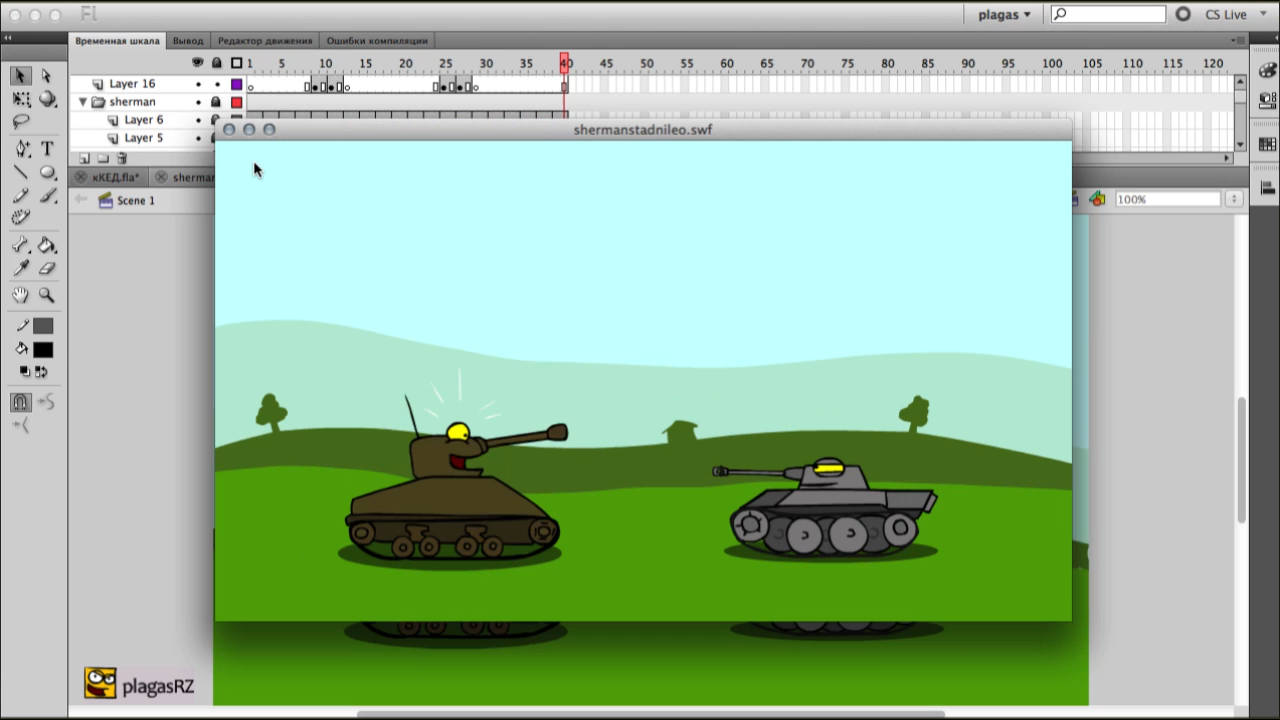 Fl
plagas
CS Live
Временная шкала Вывод Редактор движения Ошибки компиляции
1 5 10 15 20 25 30 35 40 45 50 55 60 65 70 75 80 85 90 95 100 105 110 115 120
Layer 16
sherman
Layer 6
Layer 5
shermanstadnileo.swf
кКЕД.fla* sherman
T
Scene 1
100%
plagasRZ